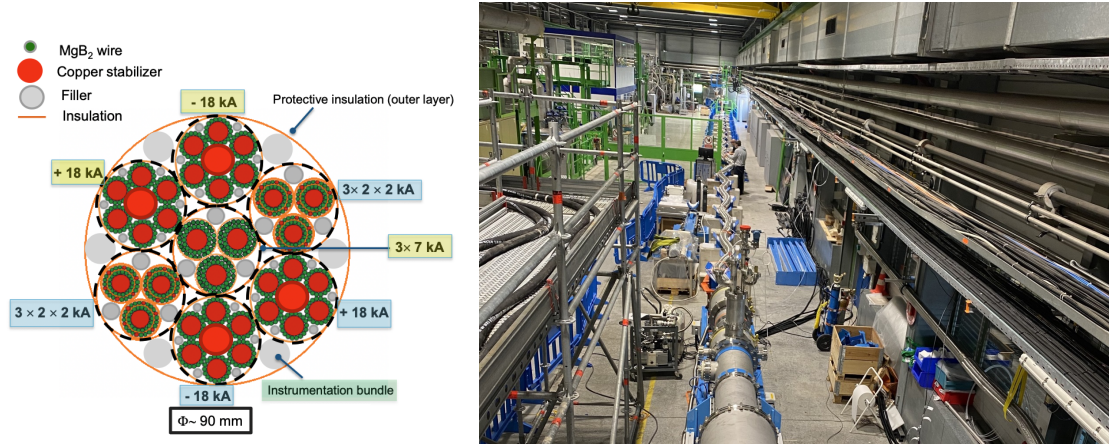 MgB₂ wire
Copper stabilizer
Filler
Insulation
- 18 kA
Protective insulation (outer layer)
+ 18 kA
3× 2 × 2 kA
3× 7 kA
3 × 2 × 2 kA
+ 18 kA
Instrumentation bundle
- 18 kA
Φ~ 90 mm